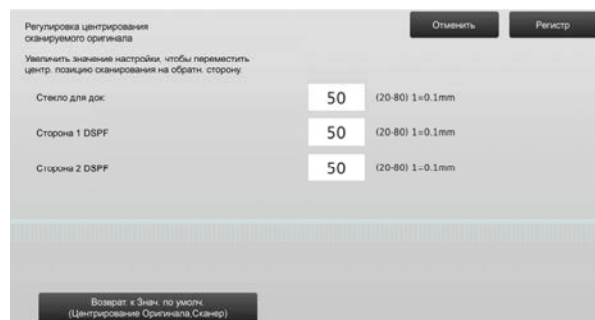 Регулировка центрирования
сканируемого оригинала
Отменить
Регистр
Увеличить значение настройки, чтобы переместить
центр. позицию сканирования на обратн. сторону.
Стекло для док.
50
(20-80) 1=0.1mm
Сторона 1 DSPF
50
(20-80) 1=0.1mm
Сторона 2 DSPF
50
(20-80) 1=0.1mm
Возврат к Знач. по умолч.
(Центрирование Оригинала,Сканер)